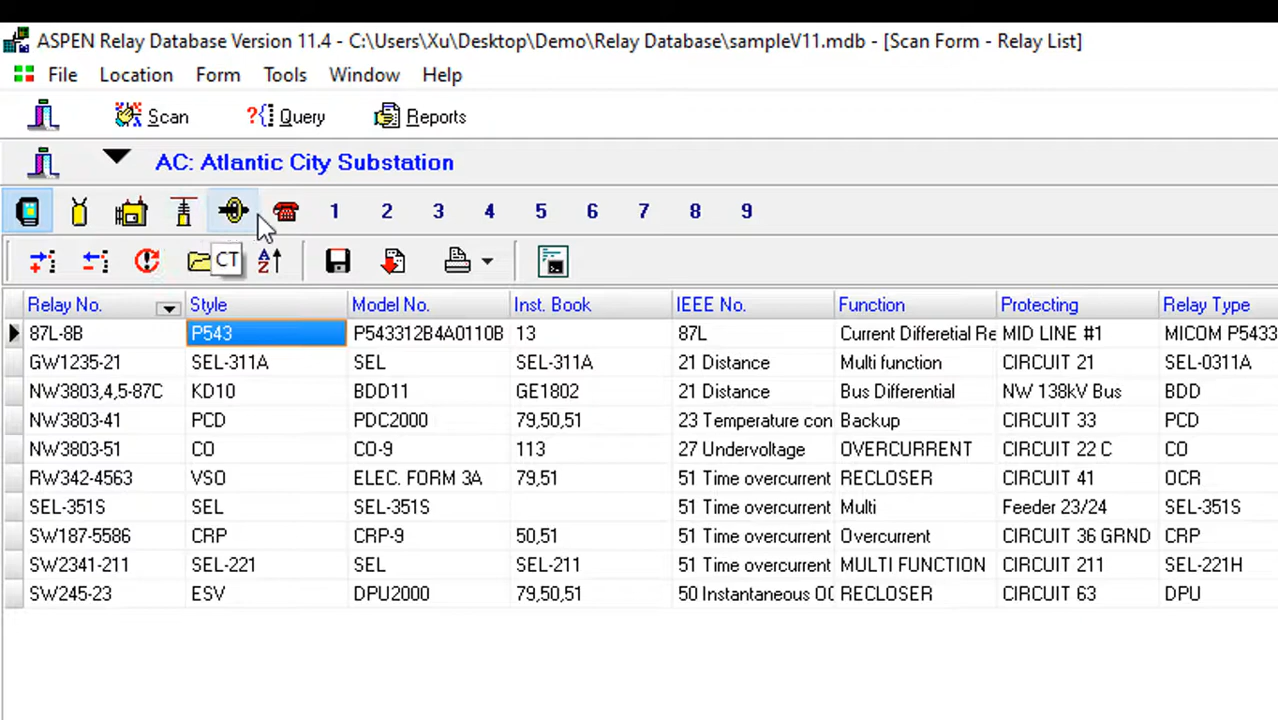 ASPEN Relay Database Version 11.4 - C:\Users\Xu\Desktop\Demo\Relay Database\sampleV11.mdb - [Scan Form - Relay List]
File Location Form Tools Window Help
Scan ?{ Query Reports
AC: Atlantic City Substation
1 2 3 4 5 6 7 8 9
CT A Z
Relay No. Style Model No. Inst. Book IEEE No. Function Protecting Relay Type
87L-8B P543 P543312B4A0110B 13 87L Current Differetial Re MID LINE #1 MICOM P5433
GW1235-21 SEL-311A SEL SEL-311A 21 Distance Multi function CIRCUIT 21 SEL-0311A
NW3803,4,5-87C KD10 BDD11 GE1802 21 Distance Bus Differential NW 138kV Bus BDD
NW3803-41 PCD PDC2000 79,50,51 23 Temperature con Backup CIRCUIT 33 PCD
NW3803-51 CO CO-9 113 27 Undervoltage OVERCURRENT CIRCUIT 22 C CO
RW342-4563 VSO ELEC. FORM 3A 79,51 51 Time overcurrent RECLOSER CIRCUIT 41 OCR
SEL-351S SEL SEL-351S 51 Time overcurrent Multi Feeder 23/24 SEL-351S
SW187-5586 CRP CRP-9 50,51 51 Time overcurrent Overcurrent CIRCUIT 36 GRND CRP
SW2341-211 SEL-221 SEL SEL-211 51 Time overcurrent MULTI FUNCTION CIRCUIT 211 SEL-221H
SW245-23 ESV DPU2000 79,50,51 50 Instantaneous OC RECLOSER CIRCUIT 63 DPU